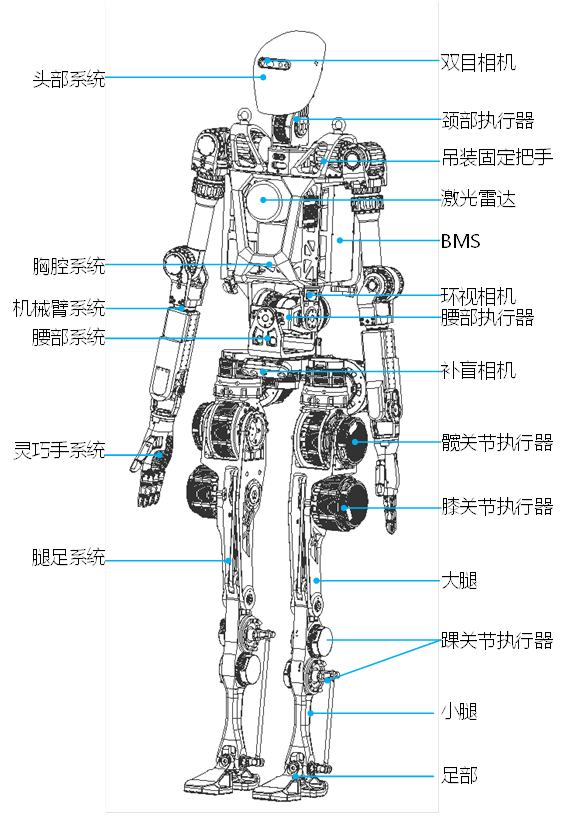 双目相机
头部系统
颈部执行器
吊装固定把手
激光雷达
BMS
胸腔系统
环视相机
机械臂系统
腰部执行器
腰部系统
补盲相机
髋关节执行器
灵巧手系统
膝关节执行器
腿足系统
大腿
踝关节执行器
小腿
足部